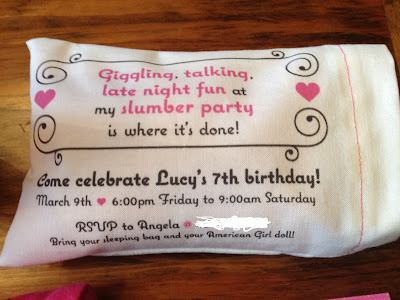 Giggling, talking,
late night fun at
my slumber party
is where it's done!
Come celebrate Lucy's 7th birthday!
March 9th ♥ 6:00pm Friday to 9:00am Saturday
RSVP to Angela @
Bring your sleeping bag and your American Girl doll!